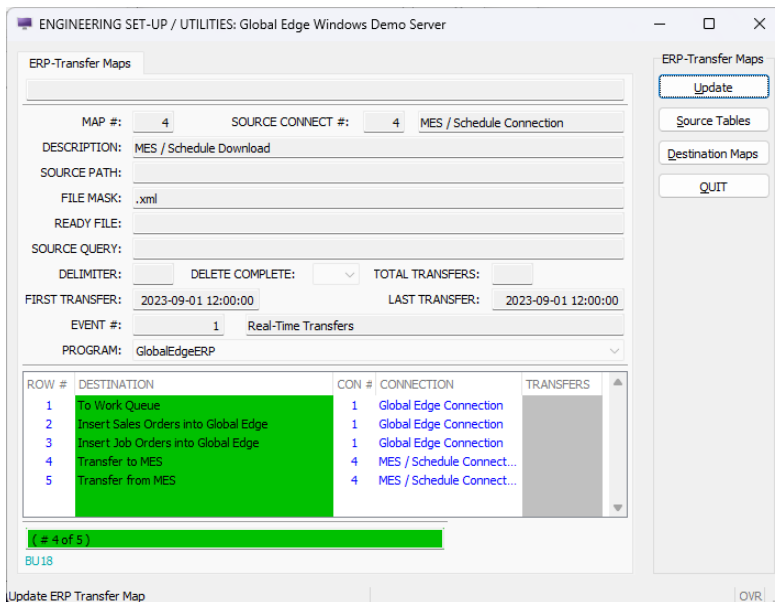 ENGINEERING SET-UP / UTILITIES: Global Edge Windows Demo Server
ERP-Transfer Maps
ERP-Transfer Maps
Update
Source Tables
Destination Maps
QUIT
MAP #: 4 SOURCE CONNECT #: 4 MES / Schedule Connection
DESCRIPTION: MES / Schedule Download
SOURCE PATH:
FILE MASK: .xml
READY FILE:
SOURCE QUERY:
DELIMITER: DELETE COMPLETE: TOTAL TRANSFERS:
FIRST TRANSFER: 2023-09-01 12:00:00 LAST TRANSFER: 2023-09-01 12:00:00
EVENT #: 1 Real-Time Transfers
PROGRAM: GlobalEdgeERP
ROW # DESTINATION CON # CONNECTION TRANSFERS
1 To Work Queue 1 Global Edge Connection
2 Insert Sales Orders into Global Edge 1 Global Edge Connection
3 Insert Job Orders into Global Edge 1 Global Edge Connection
4 Transfer to MES 4 MES / Schedule Connect...
5 Transfer from MES 4 MES / Schedule Connect...
( # 4 of 5 )
BU18
Update ERP Transfer Map OVR